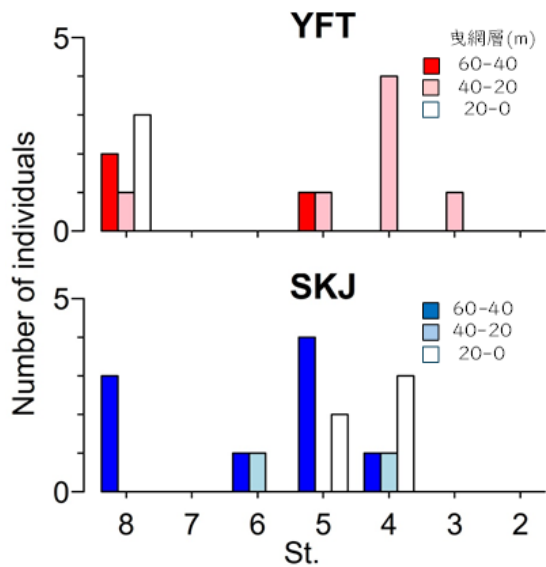 YFT
5
0
曳網層(m)
60-40
40-20
20-0
Number of individuals
SKJ
5
0
60-40
40-20
20-0
8 7 6 5 4 3 2
St.